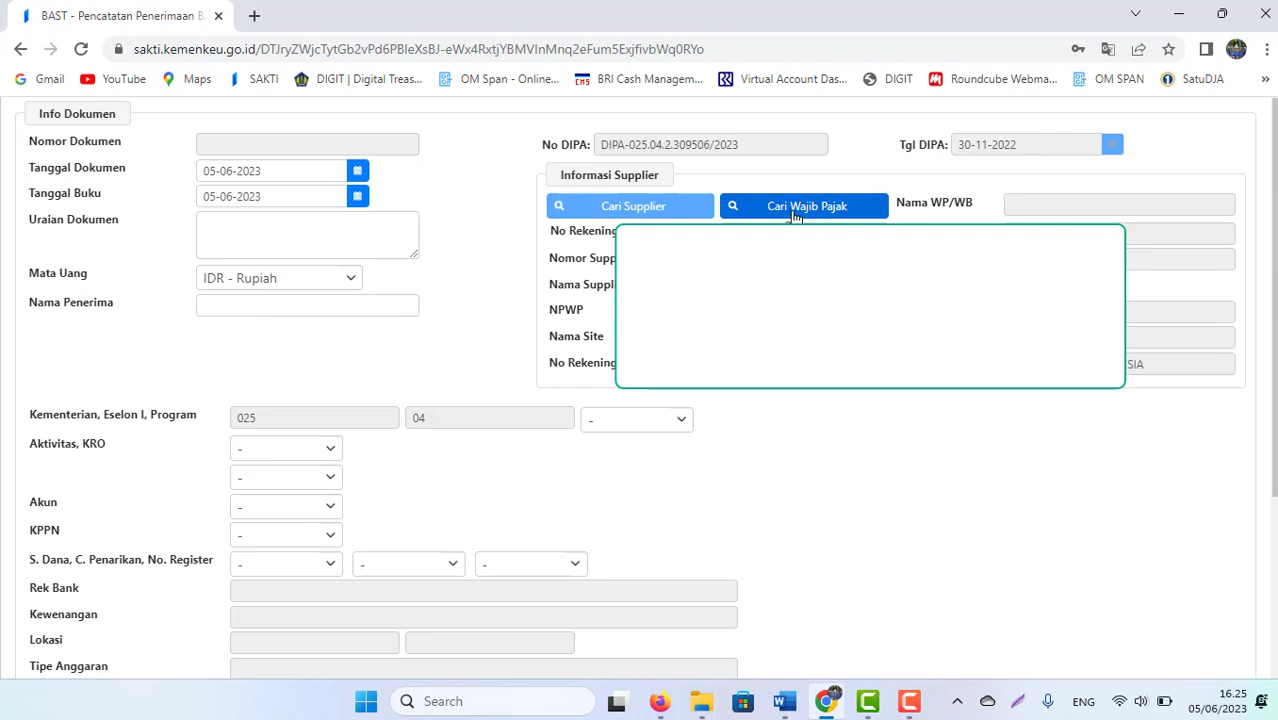 BAST - Pencatatan Penerimaan B
sakti.kemenkeu.go.id/DTJryZWjcTytGb2vPd6PBIeXsBJ-eWx4RxtjYBMVInMnq2eFum5ExjfivbWq0RYo
Gmail YouTube Maps SAKTI DIGIT | Digital Treas... OM Span - Online... BRI Cash Managem... Virtual Account Das... DIGIT Roundcube Webma... OM SPAN SatuDJA »
Info Dokumen
Nomor Dokumen
No DIPA: DIPA-025.04.2.309506/2023 Tgl DIPA: 30-11-2022
Tanggal Dokumen 05-06-2023
Informasi Supplier
Tanggal Buku 05-06-2023
Cari Supplier Cari Wajib Pajak Nama WP/WB
Uraian Dokumen
No Rekening
Nomor Supp
Mata Uang IDR - Rupiah
Nama Suppl
Nama Penerima
NPWP
Nama Site
No Rekening SIA
Kementerian, Eselon I, Program 025 04 -
Aktivitas, KRO -
-
Akun -
KPPN -
S. Dana, C. Penarikan, No. Register - - -
Rek Bank
Kewenangan
Lokasi
Tipe Anggaran
Search
ENG
16.25
05/06/2023